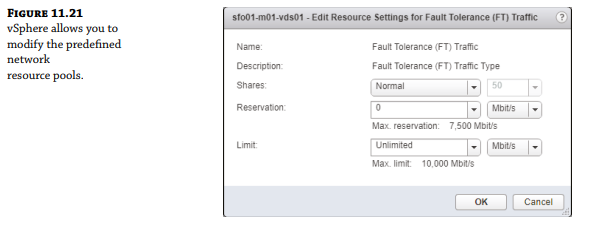 FIGURE 11.21
vSphere allows you to
modify the predefined
network
resource pools.
sfo01-m01-vds01 - Edit Resource Settings for Fault Tolerance (FT) Traffic ?
Name: Fault Tolerance (FT) Traffic
Description: Fault Tolerance (FT) Traffic Type
Shares: Normal 50
Reservation: 0 Mbit/s
Max. reservation: 7,500 Mbit/s
Limit: Unlimited Mbit/s
Max. limit: 10,000 Mbit/s
OK Cancel